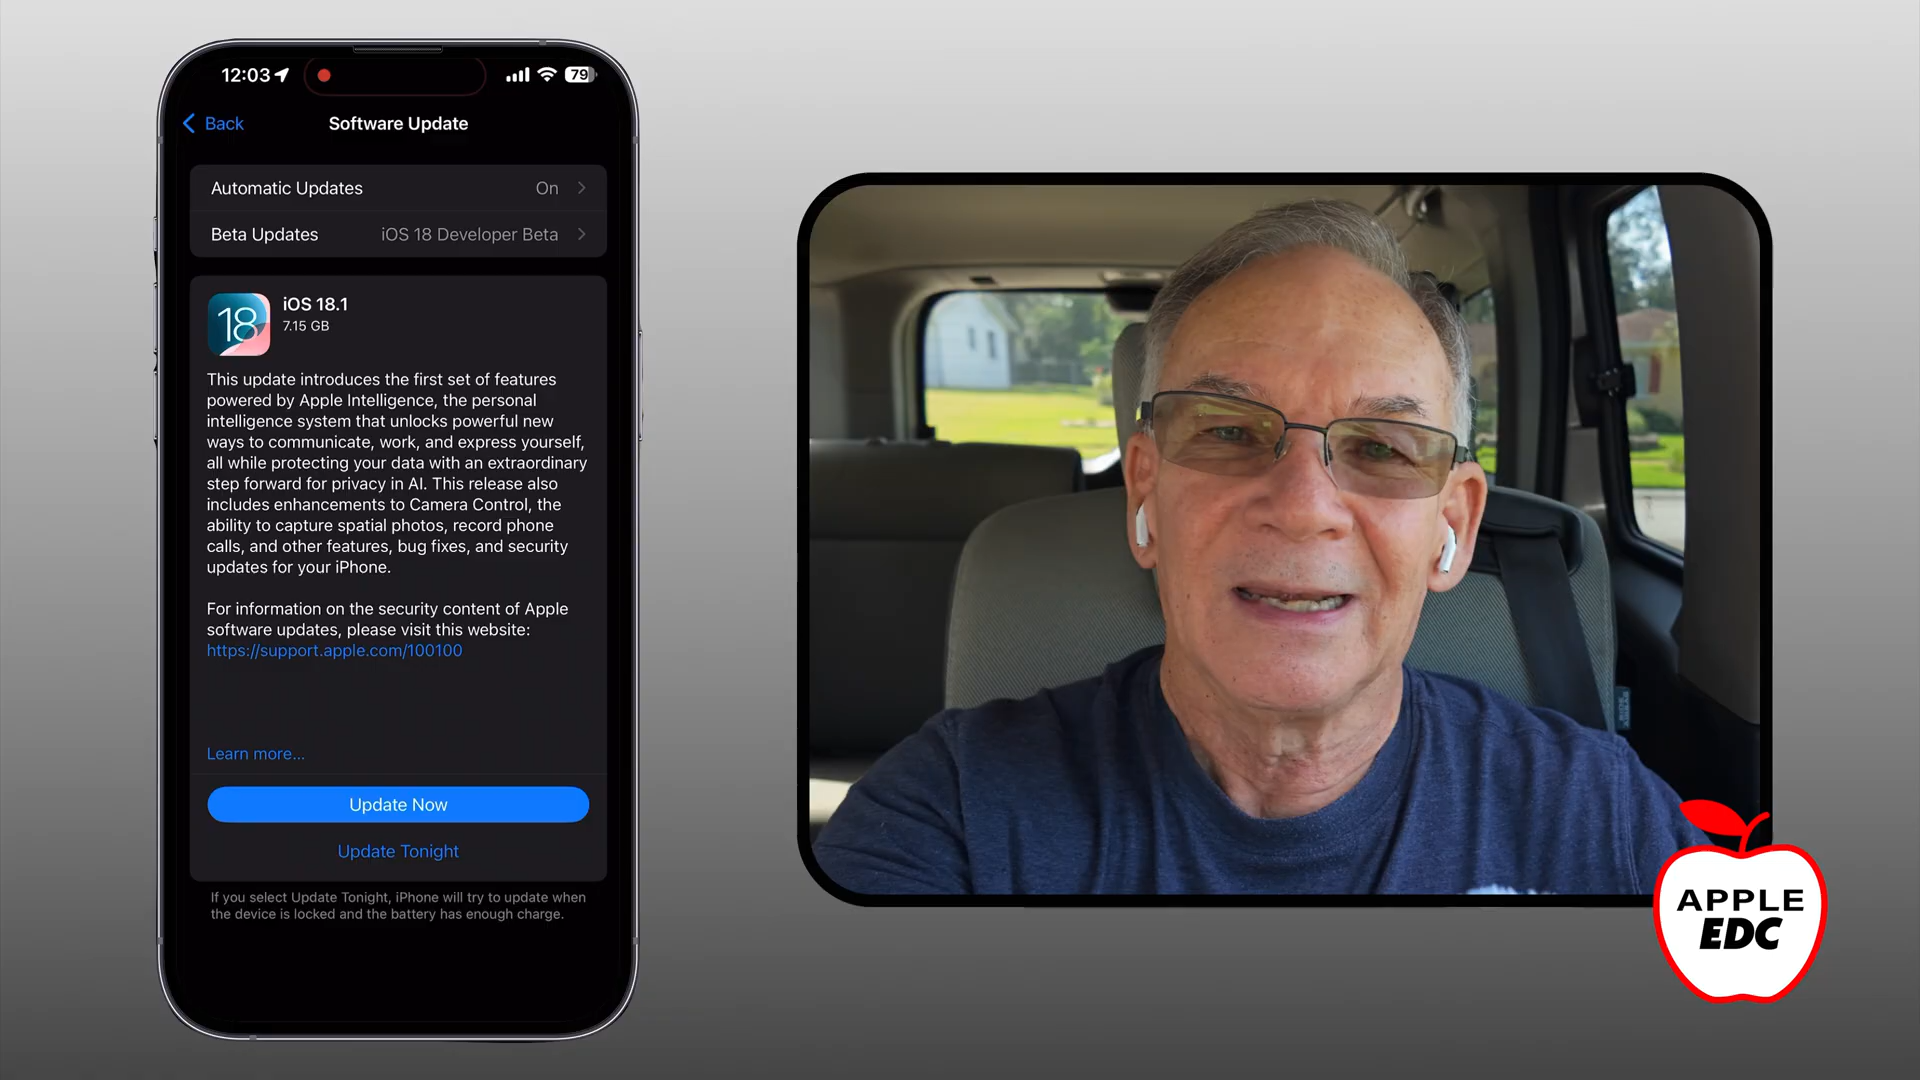 12:03
79
Back
Software Update
Automatic Updates
On
Beta Updates
iOS 18 Developer Beta
18
iOS 18.1
7.15 GB
This update introduces the first set of features
powered by Apple Intelligence, the personal
intelligence system that unlocks powerful new
ways to communicate, work, and express yourself,
all while protecting your data with an extraordinary
step forward for privacy in AI. This release also
includes enhancements to Camera Control, the
ability to capture spatial photos, record phone
calls, and other features, bug fixes, and security
updates for your iPhone.
For information on the security content of Apple
software updates, please visit this website:
https://support.apple.com/100100
Learn more...
Update Now
Update Tonight
If you select Update Tonight, iPhone will try to update when
the device is locked and the battery has enough charge.
APPLE
EDC